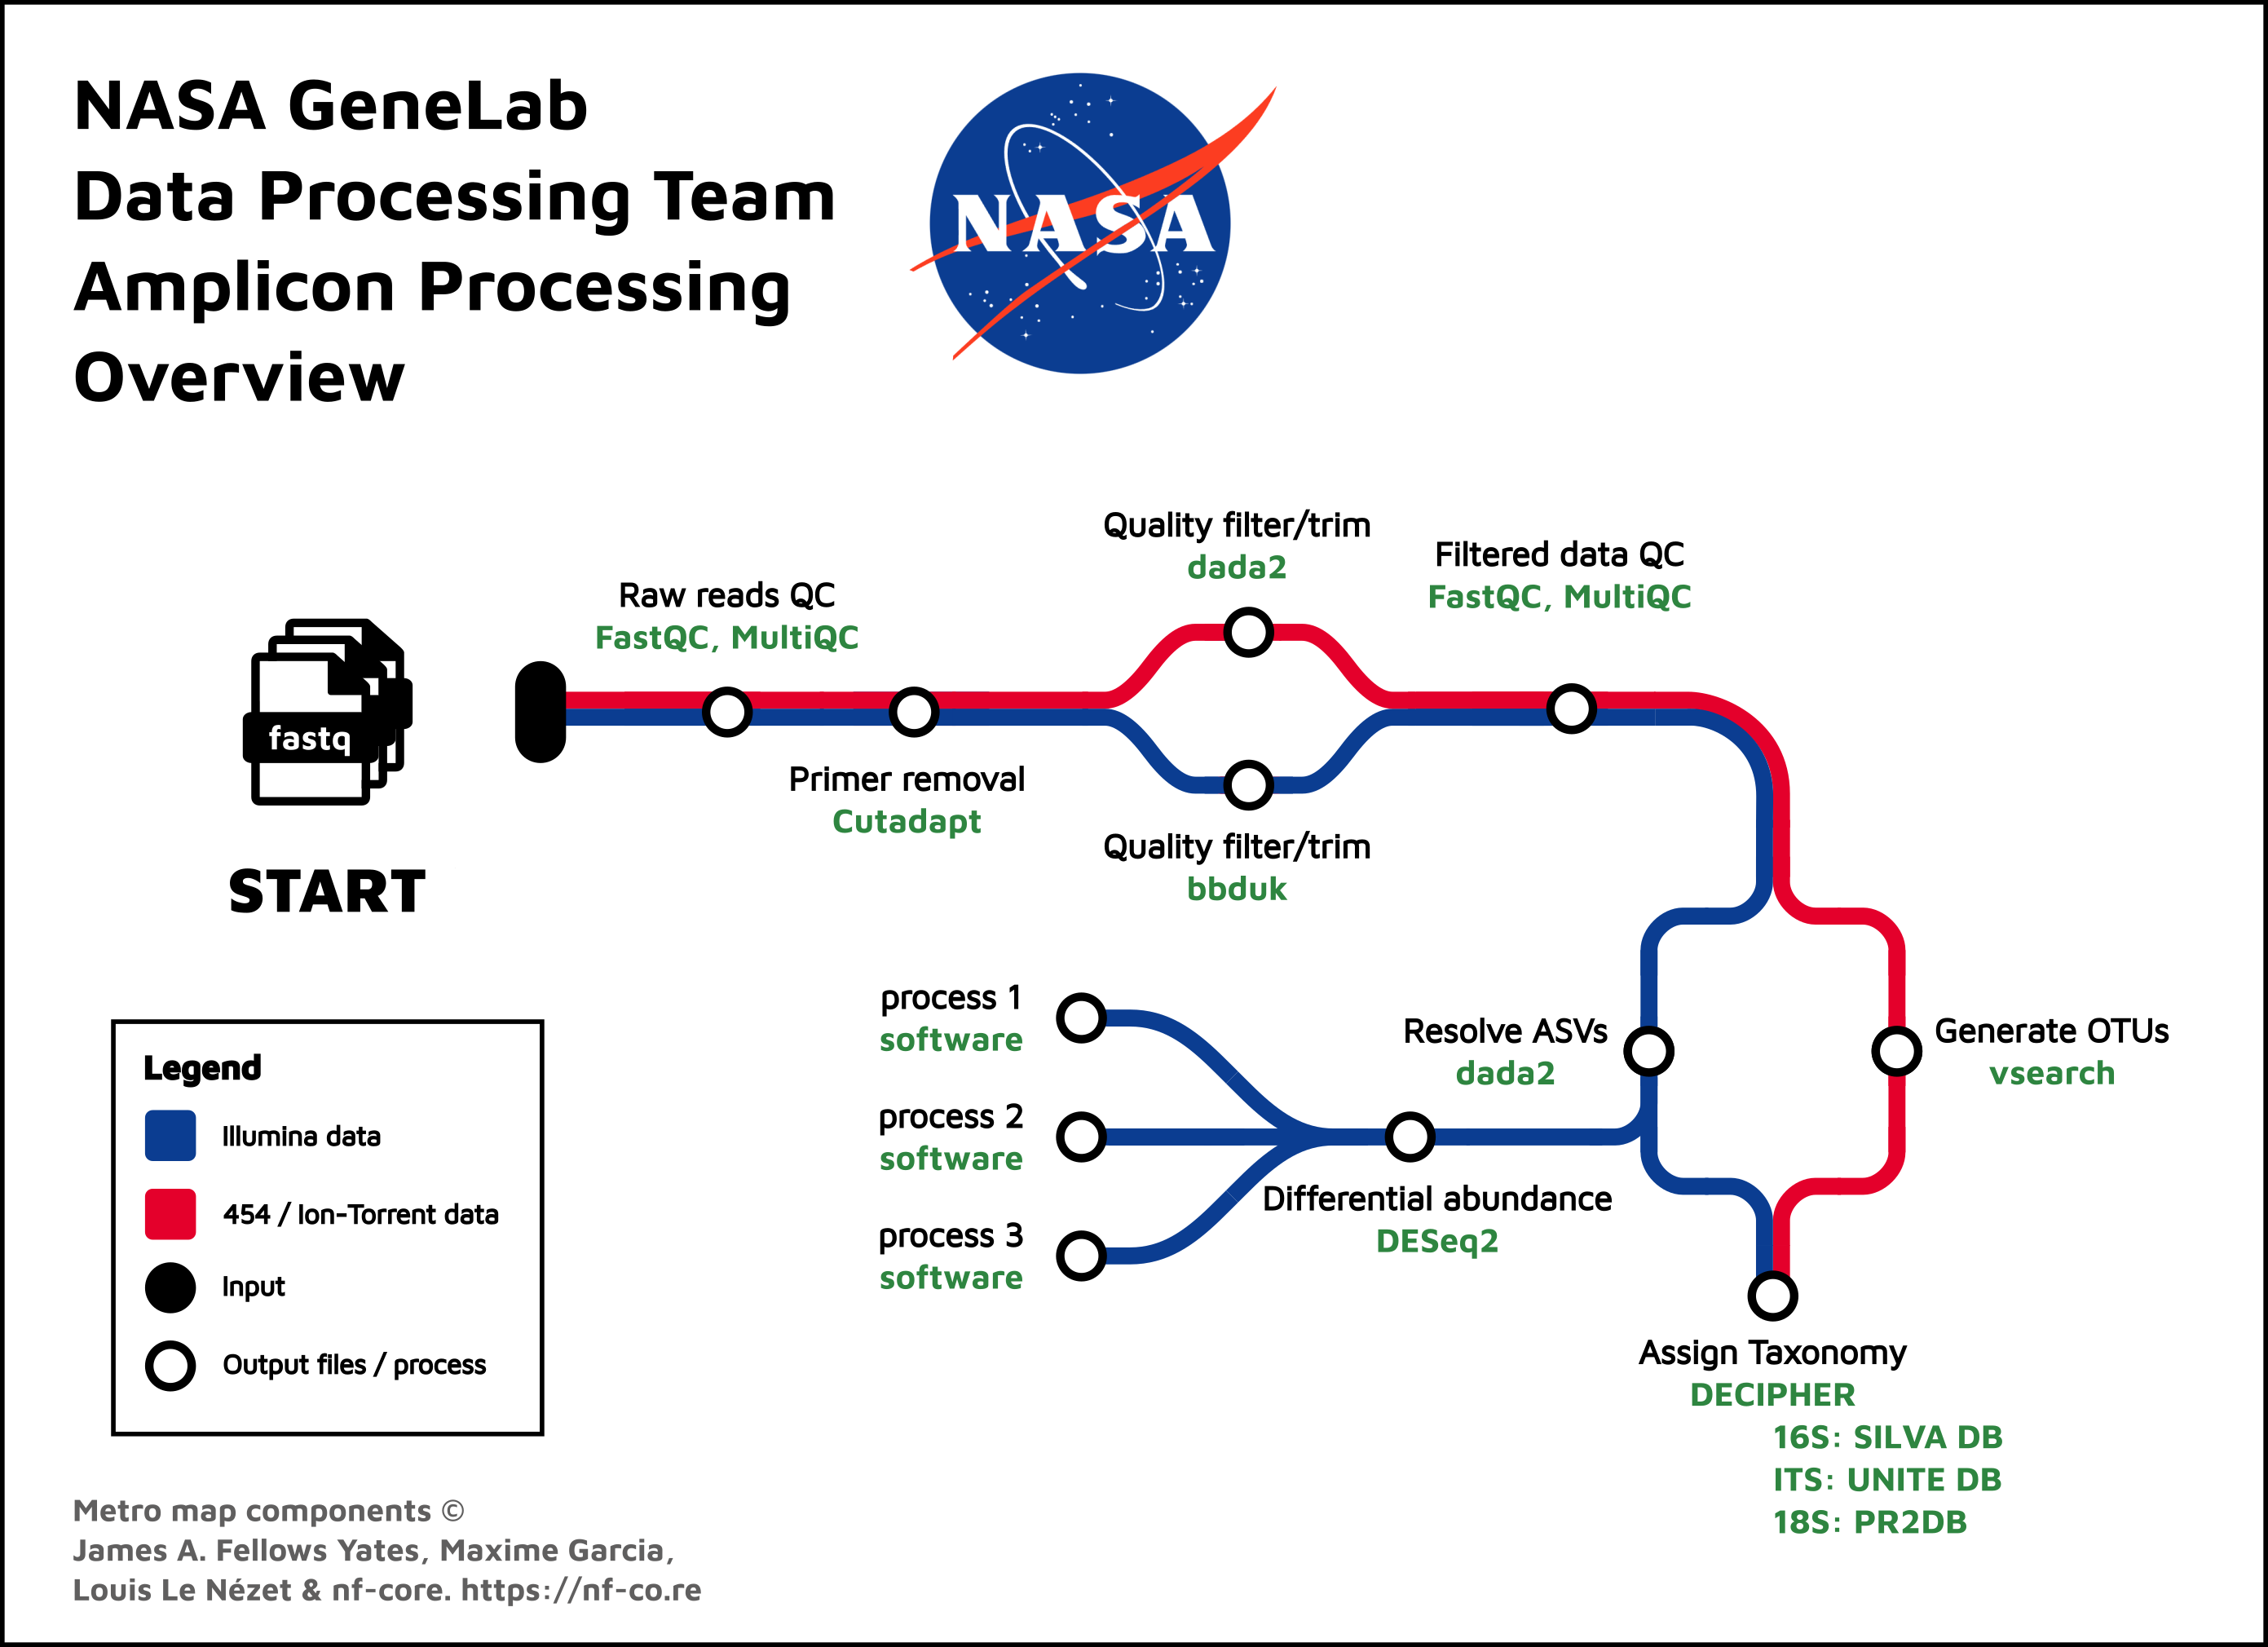 NASA GeneLab
Data Processing Team
Amplicon Processing
Overview
NASA
Quality filter/trim
dada2
Filtered data QC
FastQC, MultiQC
Raw reads QC
FastQC, MultiQC
fastq
START
Primer removal
Cutadapt
Quality filter/trim
bbduk
process 1
software
process 2
software
process 3
software
Resolve ASVs
dada2
Generate OTUs
vsearch
Differential abundance
DESeq2
Assign Taxonomy
DECIPHER
16S: SILVA DB
ITS: UNITE DB
18S: PR2DB
Legend
Illumina data
454 / Ion-Torrent data
Input
Output files / process
Metro map components ©
James A. Fellows Yates, Maxime Garcia,
Louis Le Nézet & nf-core. https://nf-co.re